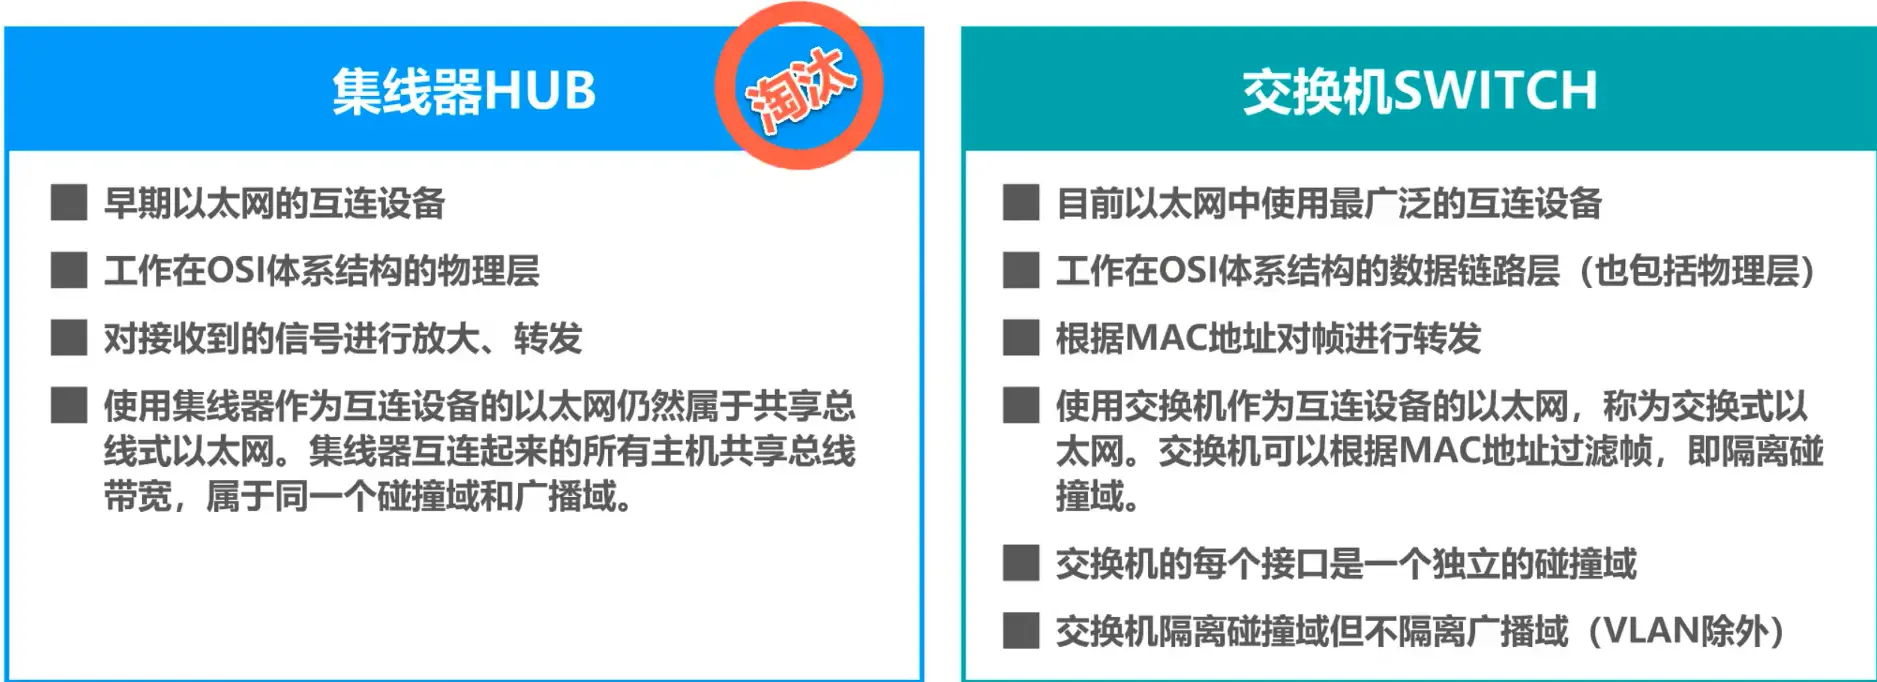 集线器HUB
淘汰
早期以太网的互连设备
工作在OSI体系结构的物理层
对接收到的信号进行放大、转发
使用集线器作为互连设备的以太网仍然属于共享总
线式以太网。集线器互连起来的所有主机共享总线
带宽，属于同一个碰撞域和广播域。
交换机SWITCH
目前以太网中使用最广泛的互连设备
工作在OSI体系结构的数据链路层（也包括物理层）
根据MAC地址对帧进行转发
使用交换机作为互连设备的以太网，称为交换式以
太网。交换机可以根据MAC地址过滤帧，即隔离碰
撞域。
交换机的每个接口是一个独立的碰撞域
交换机隔离碰撞域但不隔离广播域（VLAN除外）